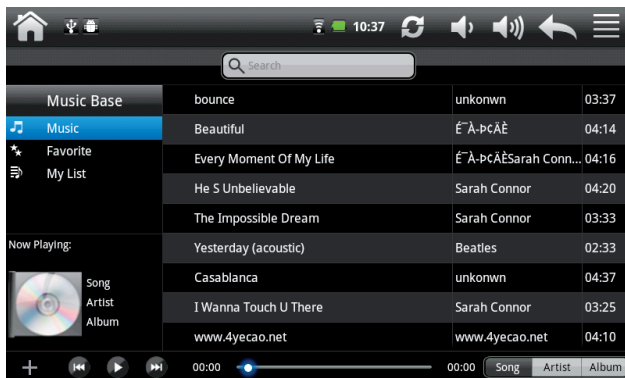 10:37
Search
Music Base
Music
Favorite
My List
bounce unkonwn 03:37
Beautiful É¯À-Þ¢ÄÈ 04:14
Every Moment Of My Life É¯À-Þ¢ÄÈSarah Conn... 04:16
He S Unbelievable Sarah Connor 04:20
The Impossible Dream Sarah Connor 03:33
Yesterday (acoustic) Beatles 02:33
Casablanca unkonwn 04:37
I Wanna Touch U There Sarah Connor 03:25
www.4yecao.net www.4yecao.net 04:10
Now Playing:
Song
Artist
Album
00:00 00:00 Song Artist Album